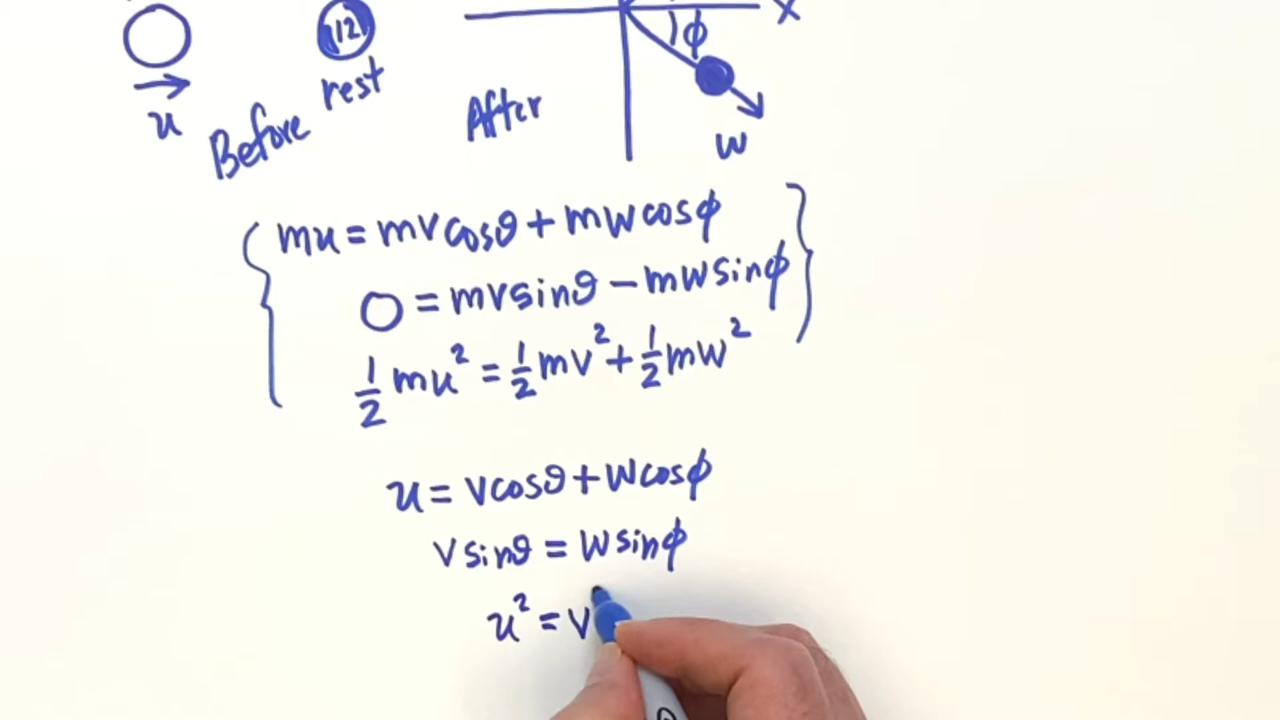 12
x
ϕ
rest
u
Before
After
w
mu = mv cosθ + mw cosϕ
0 = mv sinθ − mw sinϕ
½ mu² = ½ mv² + ½ mw²
u = v cosθ + w cosϕ
v sinθ = w sinϕ
u² = v